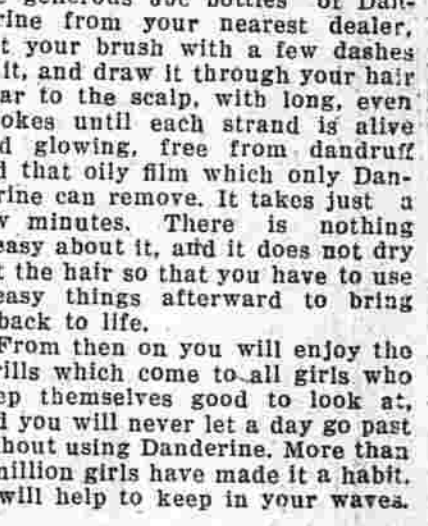 generous 35c bottles of Dan-
rine from your nearest dealer,
t your brush with a few dashes
it, and draw it through your hair
ar to the scalp, with long, even
okes until each strand is alive
d glowing, free from dandruff
d that oily film which only Dan-
rine can remove. It takes just a
w minutes. There is nothing
easy about it, and it does not dry
t the hair so that you have to use
easy things afterward to bring
back to life.
From then on you will enjoy the
rills which come to all girls who
ep themselves good to look at,
d you will never let a day go past
hout using Danderine. More than
million girls have made it a habit.
will help to keep in your waves.